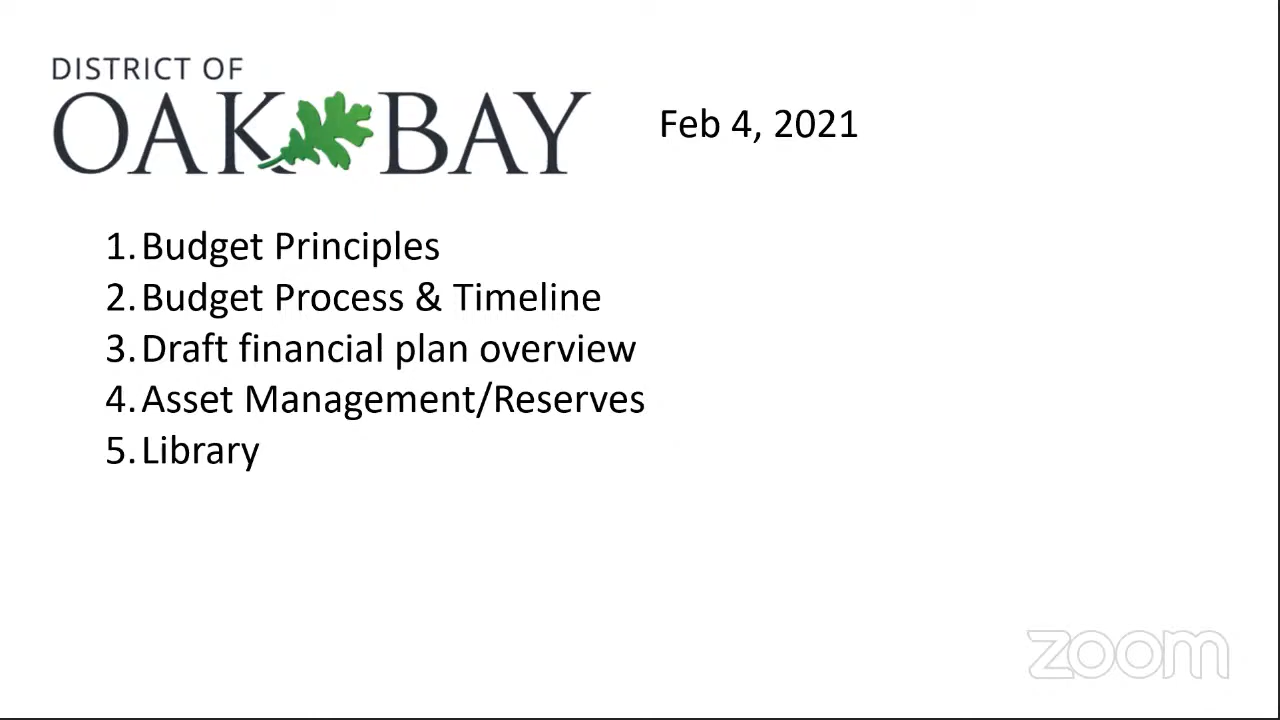 DISTRICT OF
OAK BAY
Feb 4, 2021
1. Budget Principles
2. Budget Process & Timeline
3. Draft financial plan overview
4. Asset Management/Reserves
5. Library
zoom